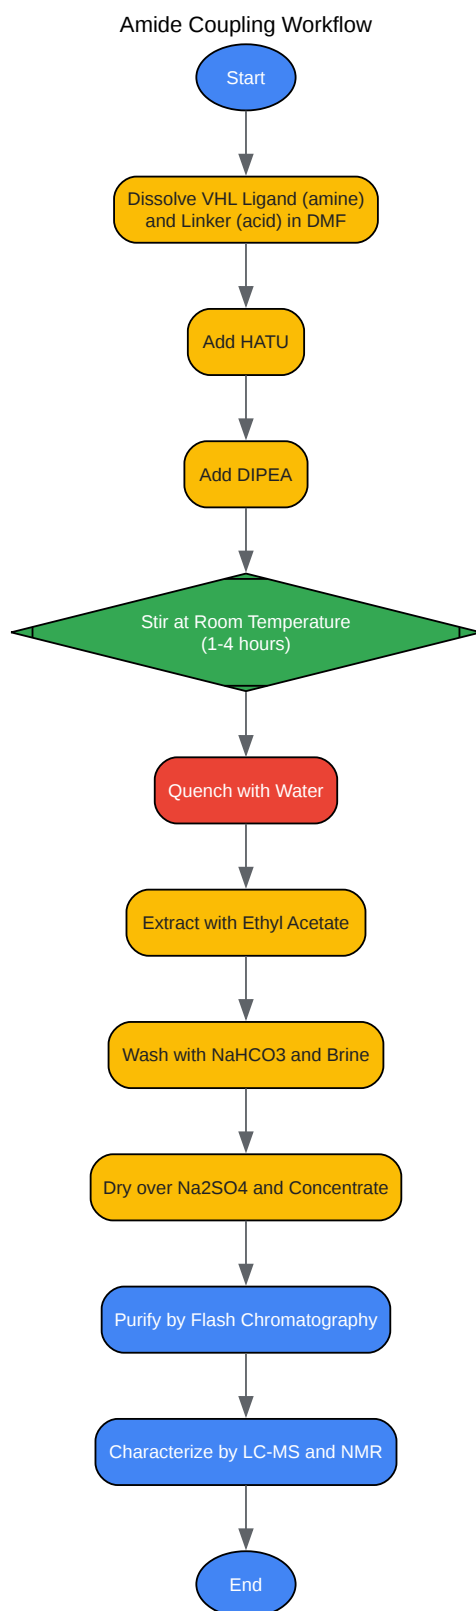 Amide Coupling Workflow
Start
Dissolve VHL Ligand (amine)
and Linker (acid) in DMF
Add HATU
Add DIPEA
Stir at Room Temperature
(1-4 hours)
Quench with Water
Extract with Ethyl Acetate
Wash with NaHCO3 and Brine
Dry over Na2SO4 and Concentrate
Purify by Flash Chromatography
Characterize by LC-MS and NMR
End